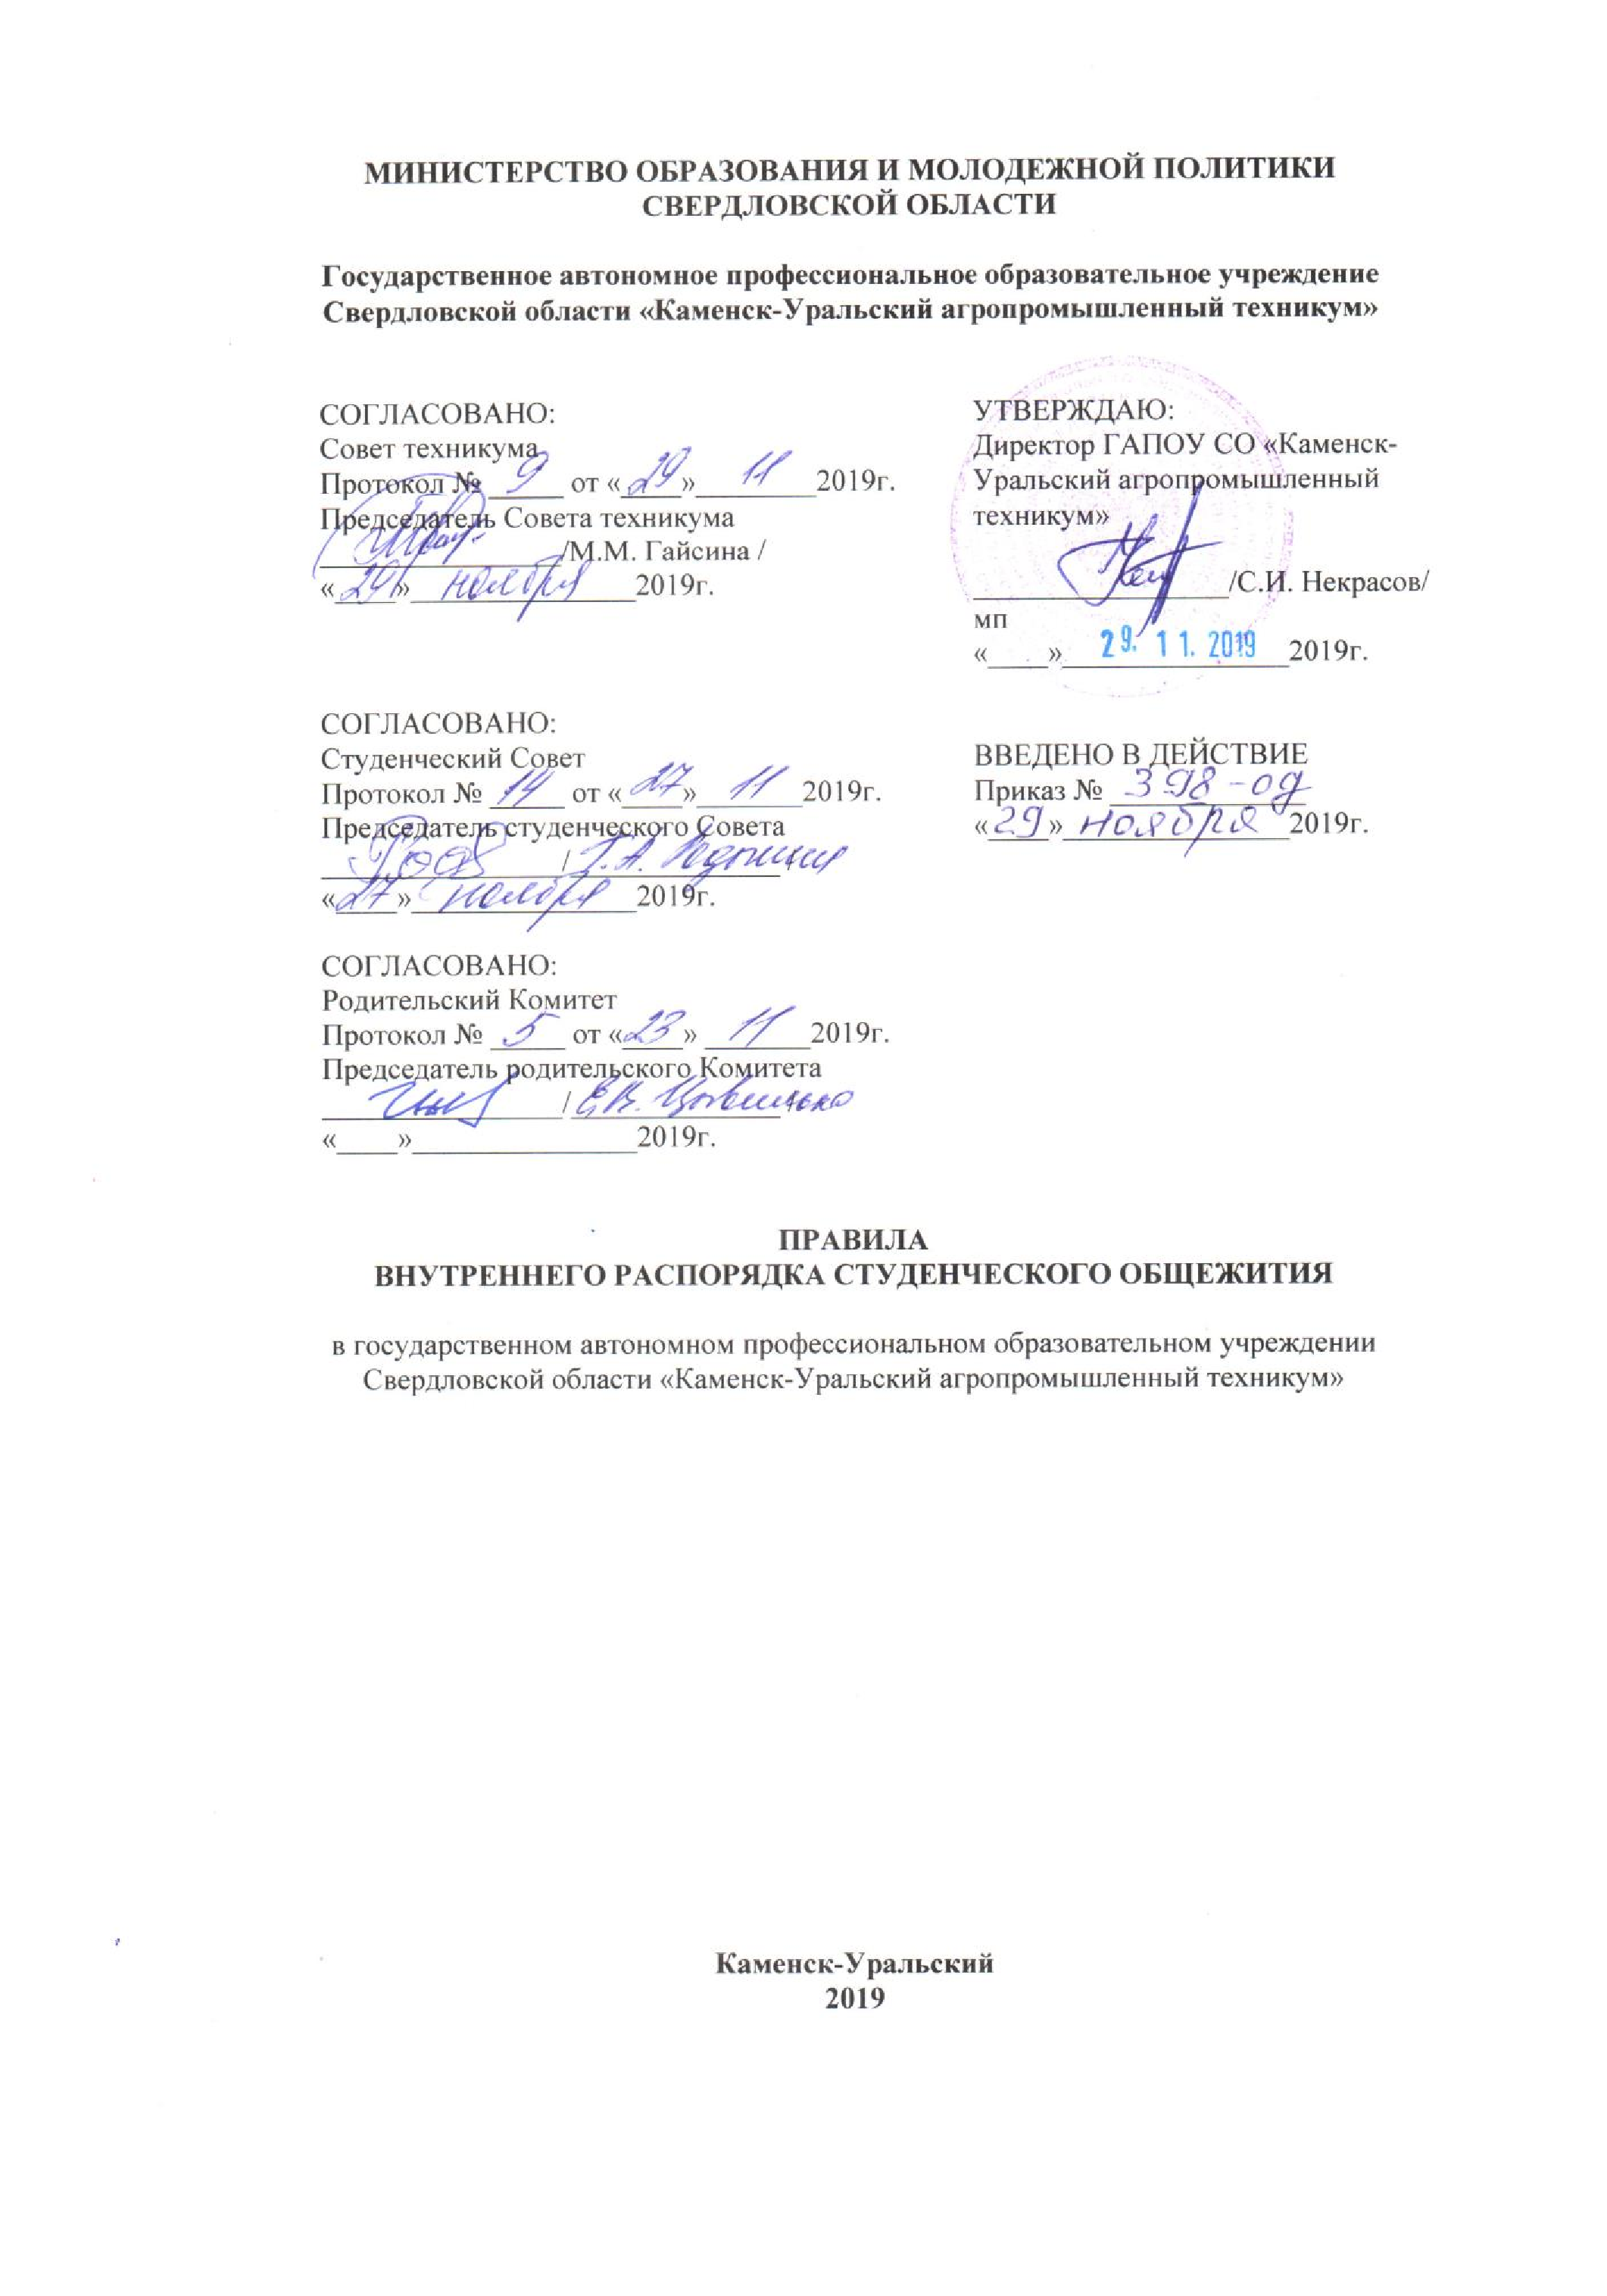 МИНИСТЕРСТВО ОБРАЗОВАНИЯ И МОЛОДЕЖНОЙ ПОЛИТИКИ
СВЕРДЛОВСКОЙ ОБЛАСТИ
Государственное автономное профессиональное образовательное учреждение
Свердловской области «Каменск-Уральский агропромышленный техникум»
СОГЛАСОВАНО:
Совет техникума
Протокол № 9 от «29» 11 2019г.
Председатель Совета техникума
/М.М. Гайсина /
«29» ноября 2019г.
УТВЕРЖДАЮ:
Директор ГАПОУ СО «Каменск-
Уральский агропромышленный
техникум»
/С.И. Некрасов/
мп
«____» 29. 11. 2019 2019г.
СОГЛАСОВАНО:
Студенческий Совет
Протокол № 14 от «27» 11 2019г.
Председатель студенческого Совета
/ Т.А. /
«27» ноября 2019г.
ВВЕДЕНО В ДЕЙСТВИЕ
Приказ № 398-од
«29» ноября 2019г.
СОГЛАСОВАНО:
Родительский Комитет
Протокол № 5 от «23» 11 2019г.
Председатель родительского Комитета
/ Е.В. /
«____»_______________2019г.
ПРАВИЛА
ВНУТРЕННЕГО РАСПОРЯДКА СТУДЕНЧЕСКОГО ОБЩЕЖИТИЯ
в государственном автономном профессиональном образовательном учреждении
Свердловской области «Каменск-Уральский агропромышленный техникум»
Каменск-Уральский
2019